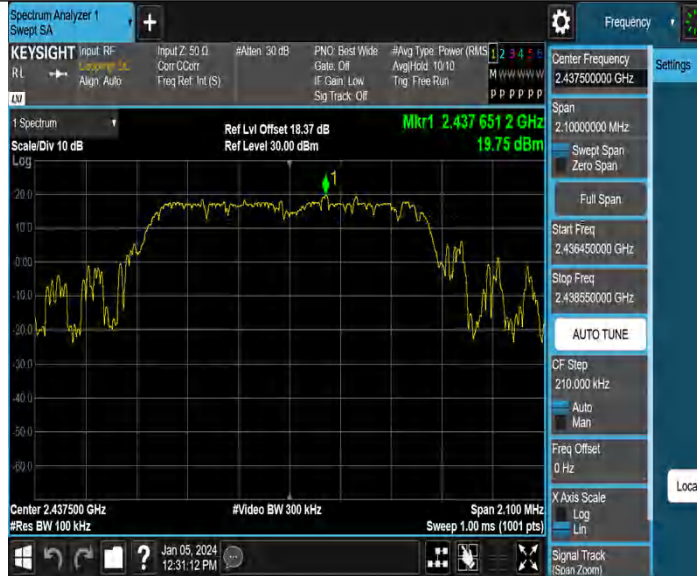 Spectrum Analyzer 1
Swept SA
+
Frequency
KEYSIGHT Input: RF
RL
Align: Auto
Input Z: 50 Ω
Corr CCorr
Freq Ref: Int (S)
#Atten: 30 dB
PNO: Best Wide
Gate: Off
IF Gain: Low
Sig Track: Off
#Avg Type: Power (RMS
Avg|Hold: 10/10
Trig: Free Run
1 2 3 4 5 6
M W W W W W
P P P P P P
LXI
1 Spectrum
Scale/Div 10 dB
Ref Lvl Offset 18.37 dB
Ref Level 30.00 dBm
Mkr1 2.437 651 2 GHz
19.75 dBm
Log
1
20.0
10.0
0.00
-10.0
-20.0
-30.0
-40.0
-50.0
-60.0
Center 2.437500 GHz
#Res BW 100 kHz
#Video BW 300 kHz
Span 2.100 MHz
Sweep 1.00 ms (1001 pts)
?
Jan 05, 2024
12:31:12 PM
Center Frequency
2.437500000 GHz
Span
2.10000000 MHz
Swept Span
Zero Span
Full Span
Start Freq
2.436450000 GHz
Stop Freq
2.438550000 GHz
AUTO TUNE
CF Step
210.000 kHz
Auto
Man
Freq Offset
0 Hz
X Axis Scale
Log
Lin
Signal Track
(Span Zoom)
Settings
Loca